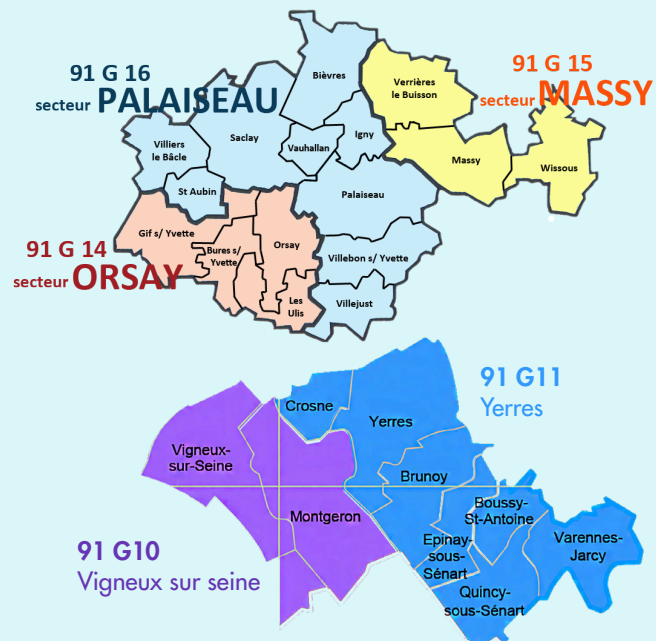 91 G 16
secteur PALAISEAU
91 G 15
secteur MASSY
Bièvres
Verrières
le Buisson
Igny
Saclay
Vauhallan
Villiers
le Bâcle
Massy
Wissous
St Aubin
Palaiseau
Gif s/ Yvette
Orsay
Bures s/
Yvette
Villebon s/ Yvette
91 G 14
secteur ORSAY
Les
Ulis
Villejust
91 G11
Yerres
Crosne
Yerres
Vigneux-
sur-Seine
Brunoy
Boussy-
St-Antoine
Montgeron
Epinay-
sous-
Sénart
Varennes-
Jarcy
91 G10
Vigneux sur seine
Quincy-
sous-Sénart